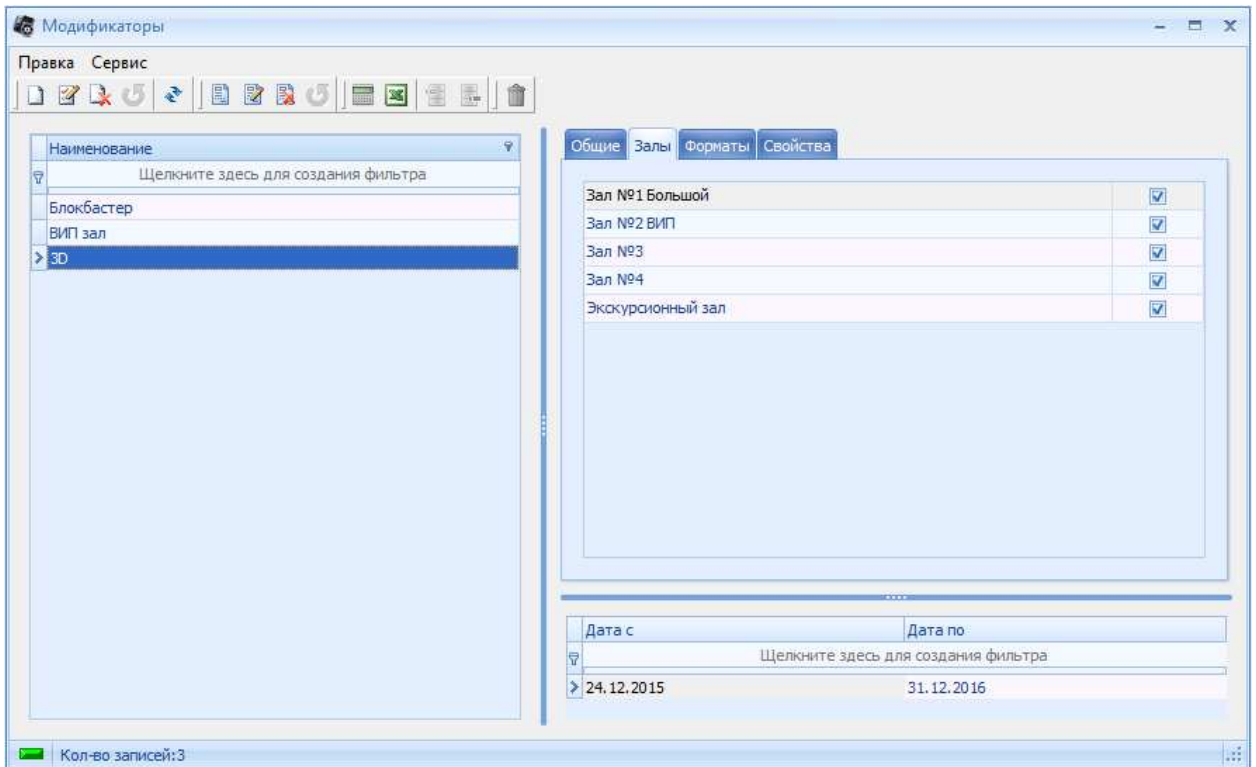 Модификаторы
Правка Сервис
Наименование
Щелкните здесь для создания фильтра
Блокбастер
ВИП зал
3D
Общие Залы Форматы Свойства
Зал №1 Большой
Зал №2 ВИП
Зал №3
Зал №4
Экскурсионный зал
Дата с Дата по
Щелкните здесь для создания фильтра
24.12.2015 31.12.2016
Кол-во записей:3